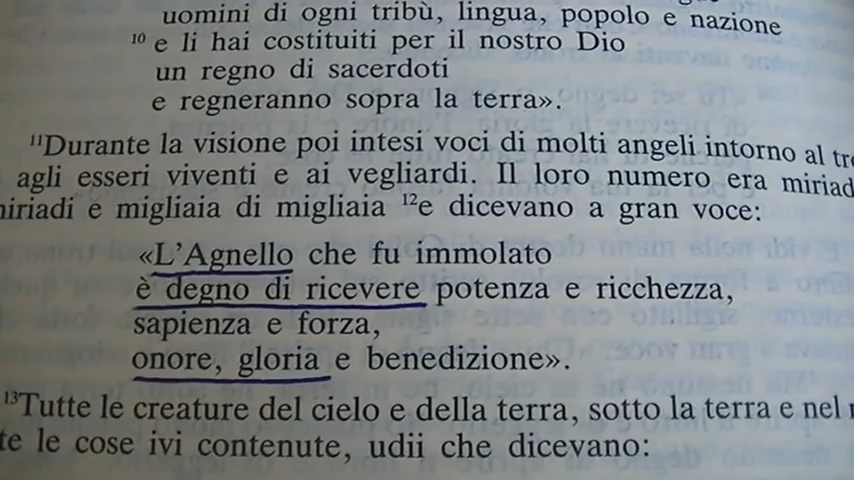 uomini di ogni tribù, lingua, popolo e nazione
10 e li hai costituiti per il nostro Dio
un regno di sacerdoti
e regneranno sopra la terra».
11Durante la visione poi intesi voci di molti angeli intorno al tro
agli esseri viventi e ai vegliardi. Il loro numero era miriad
niriadi e migliaia di migliaia 12e dicevano a gran voce:
«L'Agnello che fu immolato
è degno di ricevere potenza e ricchezza,
sapienza e forza,
onore, gloria e benedizione».
13Tutte le creature del cielo e della terra, sotto la terra e nel
te le cose ivi contenute, udii che dicevano: